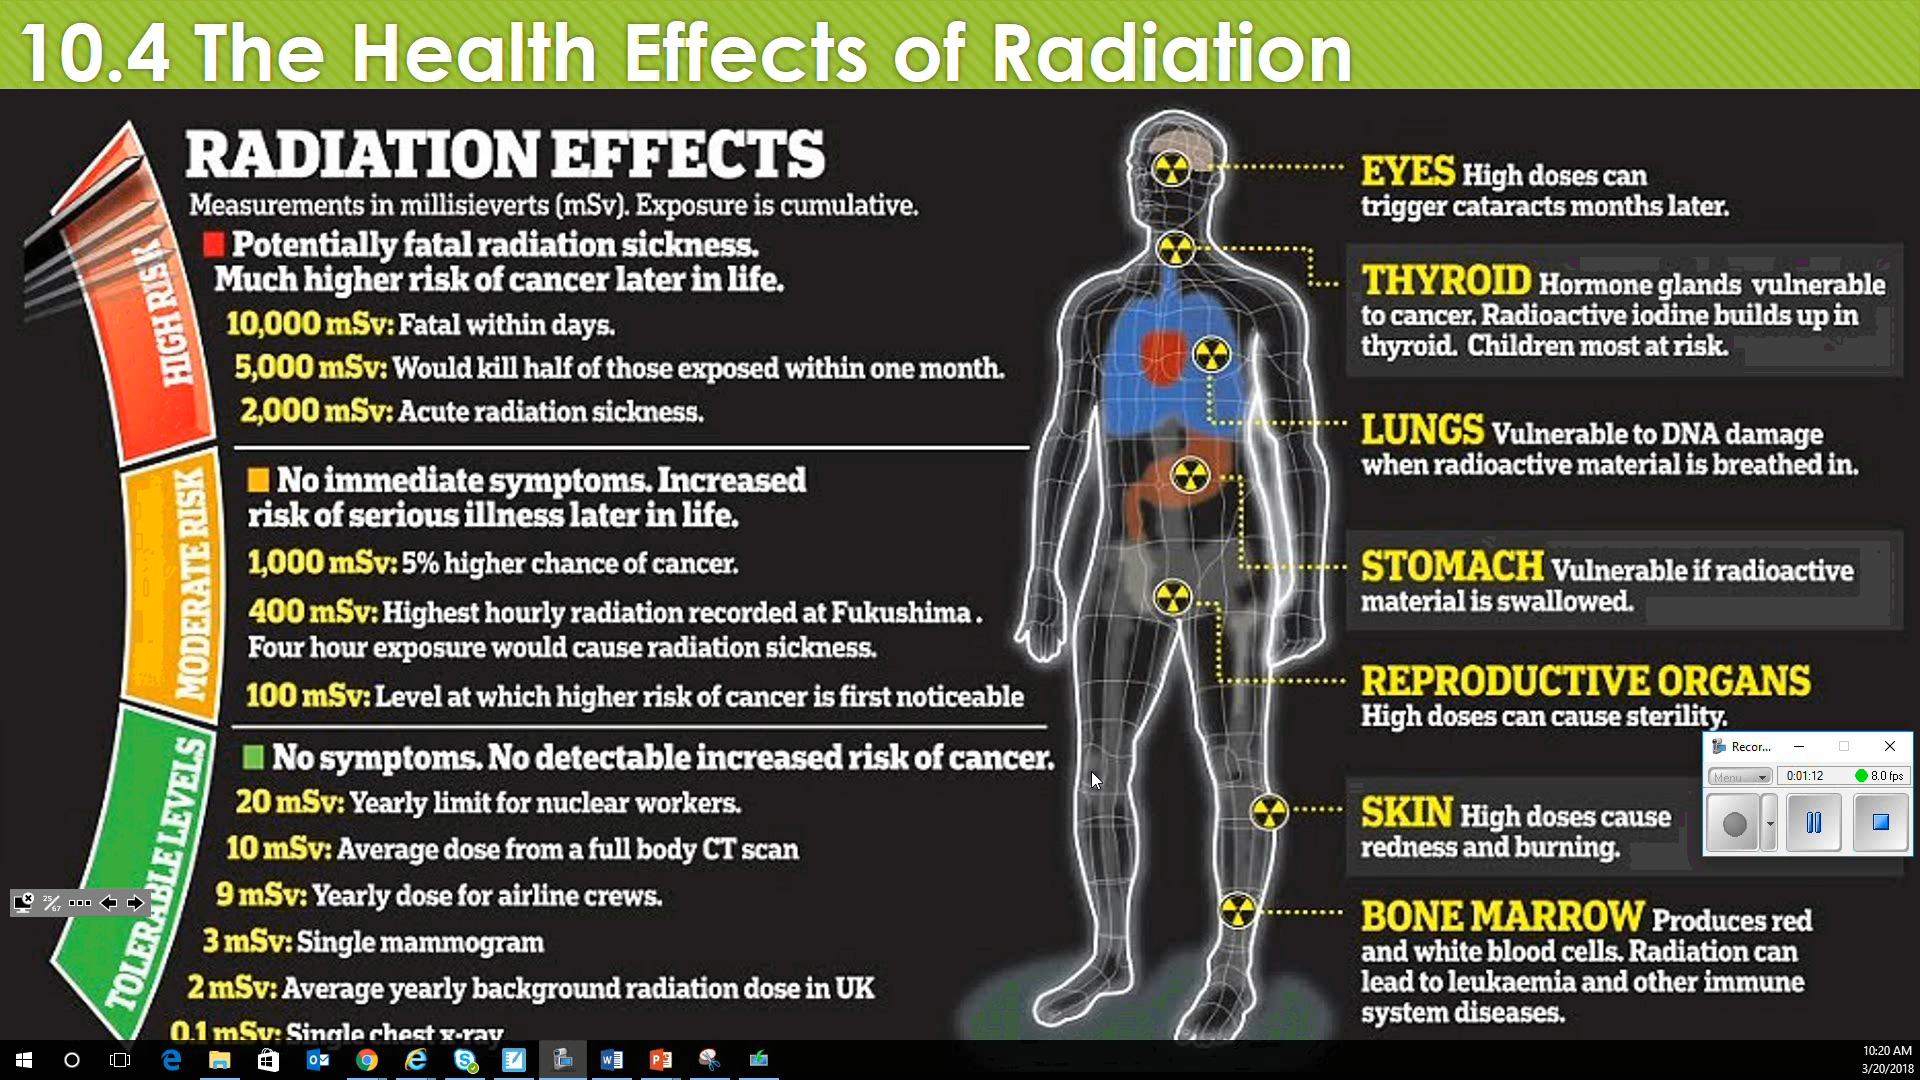 10.4 The Health Effects of Radiation
RADIATION EFFECTS
Measurements in millisieverts (mSv). Exposure is cumulative.
HIGH RISK
Potentially fatal radiation sickness.
Much higher risk of cancer later in life.
10,000 mSv: Fatal within days.
5,000 mSv: Would kill half of those exposed within one month.
2,000 mSv: Acute radiation sickness.
MODERATE RISK
No immediate symptoms. Increased
risk of serious illness later in life.
1,000 mSv: 5% higher chance of cancer.
400 mSv: Highest hourly radiation recorded at Fukushima .
Four hour exposure would cause radiation sickness.
100 mSv: Level at which higher risk of cancer is first noticeable
TOLERABLE LEVELS
No symptoms. No detectable increased risk of cancer.
20 mSv: Yearly limit for nuclear workers.
10 mSv: Average dose from a full body CT scan
9 mSv: Yearly dose for airline crews.
3 mSv: Single mammogram
2 mSv: Average yearly background radiation dose in UK
0.1 mSv: Single chest x-ray
EYES High doses can
trigger cataracts months later.
THYROID Hormone glands vulnerable
to cancer. Radioactive iodine builds up in
thyroid. Children most at risk.
LUNGS Vulnerable to DNA damage
when radioactive material is breathed in.
STOMACH Vulnerable if radioactive
material is swallowed.
REPRODUCTIVE ORGANS
High doses can cause sterility.
SKIN High doses cause
redness and burning.
BONE MARROW Produces red
and white blood cells. Radiation can
lead to leukaemia and other immune
system diseases.
Recor...
Menu 0:01:12 8.0 fps
25/67
10:20 AM
3/20/2018